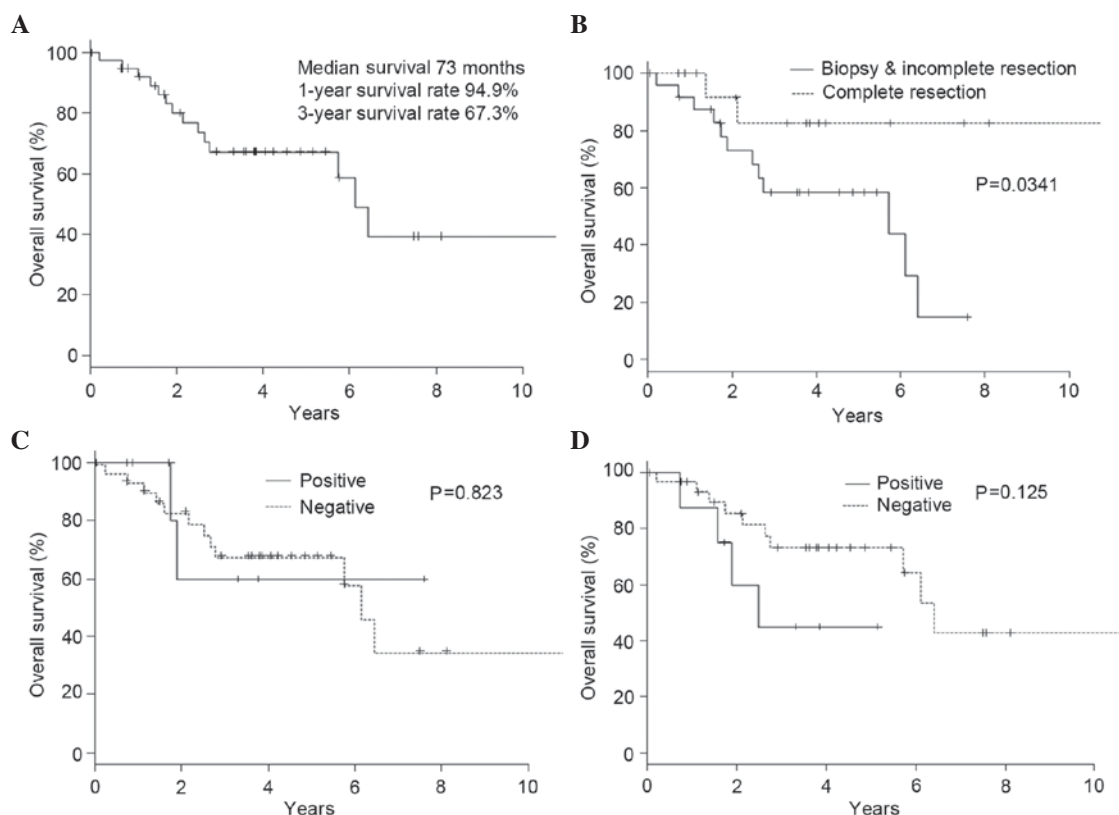 A
Overall survival (%)
100
80
60
40
20
0
Median survival 73 months
1-year survival rate 94.9%
3-year survival rate 67.3%
0 2 4 6 8 10
Years
B
Overall survival (%)
100
80
60
40
20
0
Biopsy & incomplete resection
Complete resection
P=0.0341
0 2 4 6 8 10
Years
C
Overall survival (%)
100
80
60
40
20
0
Positive
Negative
P=0.823
0 2 4 6 8 10
Years
D
Overall survival (%)
100
80
60
40
20
0
Positive
Negative
P=0.125
0 2 4 6 8 10
Years